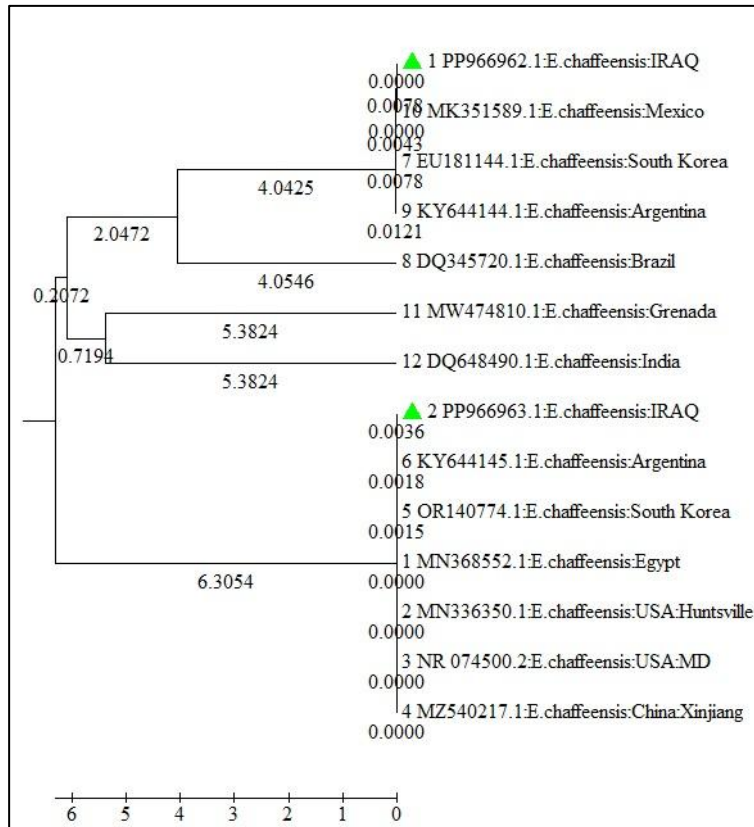 1 PP966962.1:E.chaffeensis:IRAQ
0.0000
0.0078
10 MK351589.1:E.chaffeensis:Mexico
0.0000
0.0043
7 EU181144.1:E.chaffeensis:South Korea
0.0078
4.0425
9 KY644144.1:E.chaffeensis:Argentina
0.0121
2.0472
8 DQ345720.1:E.chaffeensis:Brazil
4.0546
0.2072
11 MW474810.1:E.chaffeensis:Grenada
5.3824
0.7194
12 DQ648490.1:E.chaffeensis:India
5.3824
2 PP966963.1:E.chaffeensis:IRAQ
0.0036
6 KY644145.1:E.chaffeensis:Argentina
0.0018
5 OR140774.1:E.chaffeensis:South Korea
0.0015
1 MN368552.1:E.chaffeensis:Egypt
6.3054
0.0000
2 MN336350.1:E.chaffeensis:USA:Huntsville
0.0000
3 NR 074500.2:E.chaffeensis:USA:MD
0.0000
4 MZ540217.1:E.chaffeensis:China:Xinjiang
0.0000
6 5 4 3 2 1 0